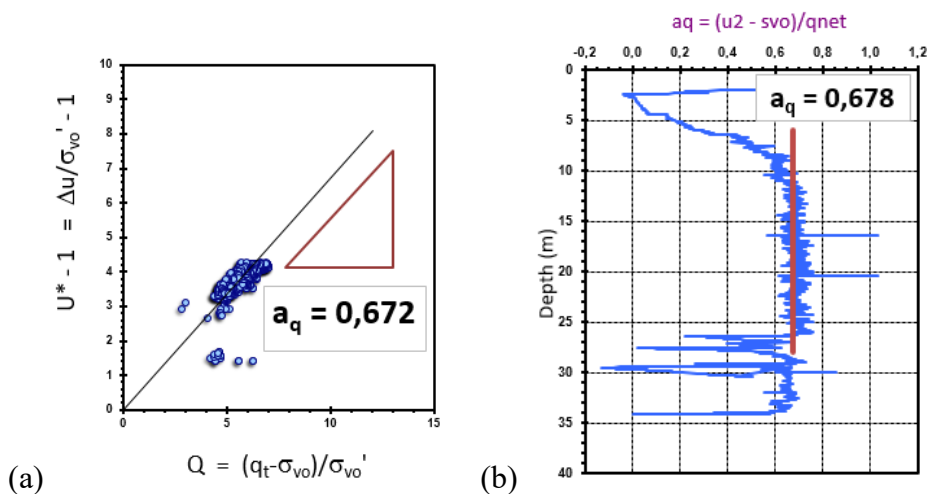 U* - 1 = Δu/σvo' - 1
10
9
8
7
6
5
4
3
2
1
0
aq = 0,672
0 5 10 15
Q = (qt-σvo)/σvo'
(a)
aq = (u2 - svo)/qnet
-0,2 0,0 0,2 0,4 0,6 0,8 1,0 1,2
Depth (m)
0
5
10
15
20
25
30
35
40
aq = 0,678
(b)